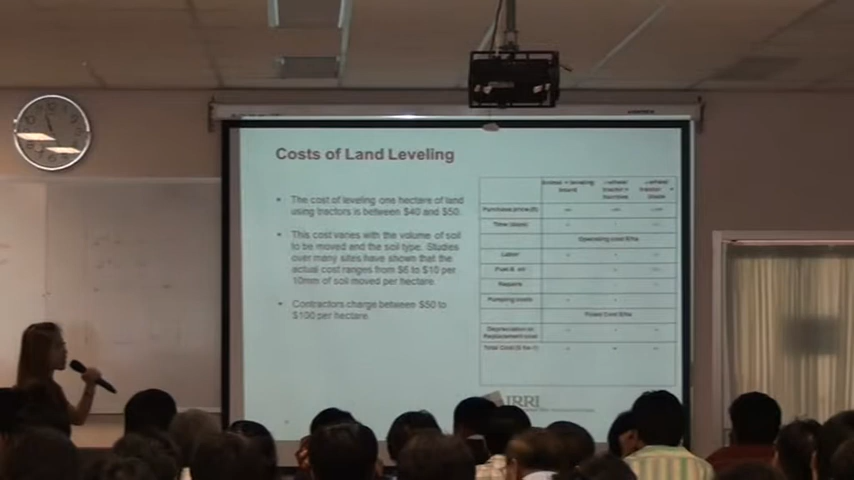 Costs of Land Leveling
• The cost of leveling one hectare of land
using tractors is between $40 and $50.
• This cost varies with the volume of soil
to be moved and the soil type. Studies
over many sites have shown that the
actual cost ranges from $6 to $10 per
10mm of soil moved per hectare.
• Contractors charge between $50 to
$100 per hectare.
Animal + leveling
board
Time (days)
Operating cost $/ha
Labor
Fuel & oil
Repairs
Pumping costs
Fixed Cost $/ha
Depreciation or
Replacement cost
IRRI